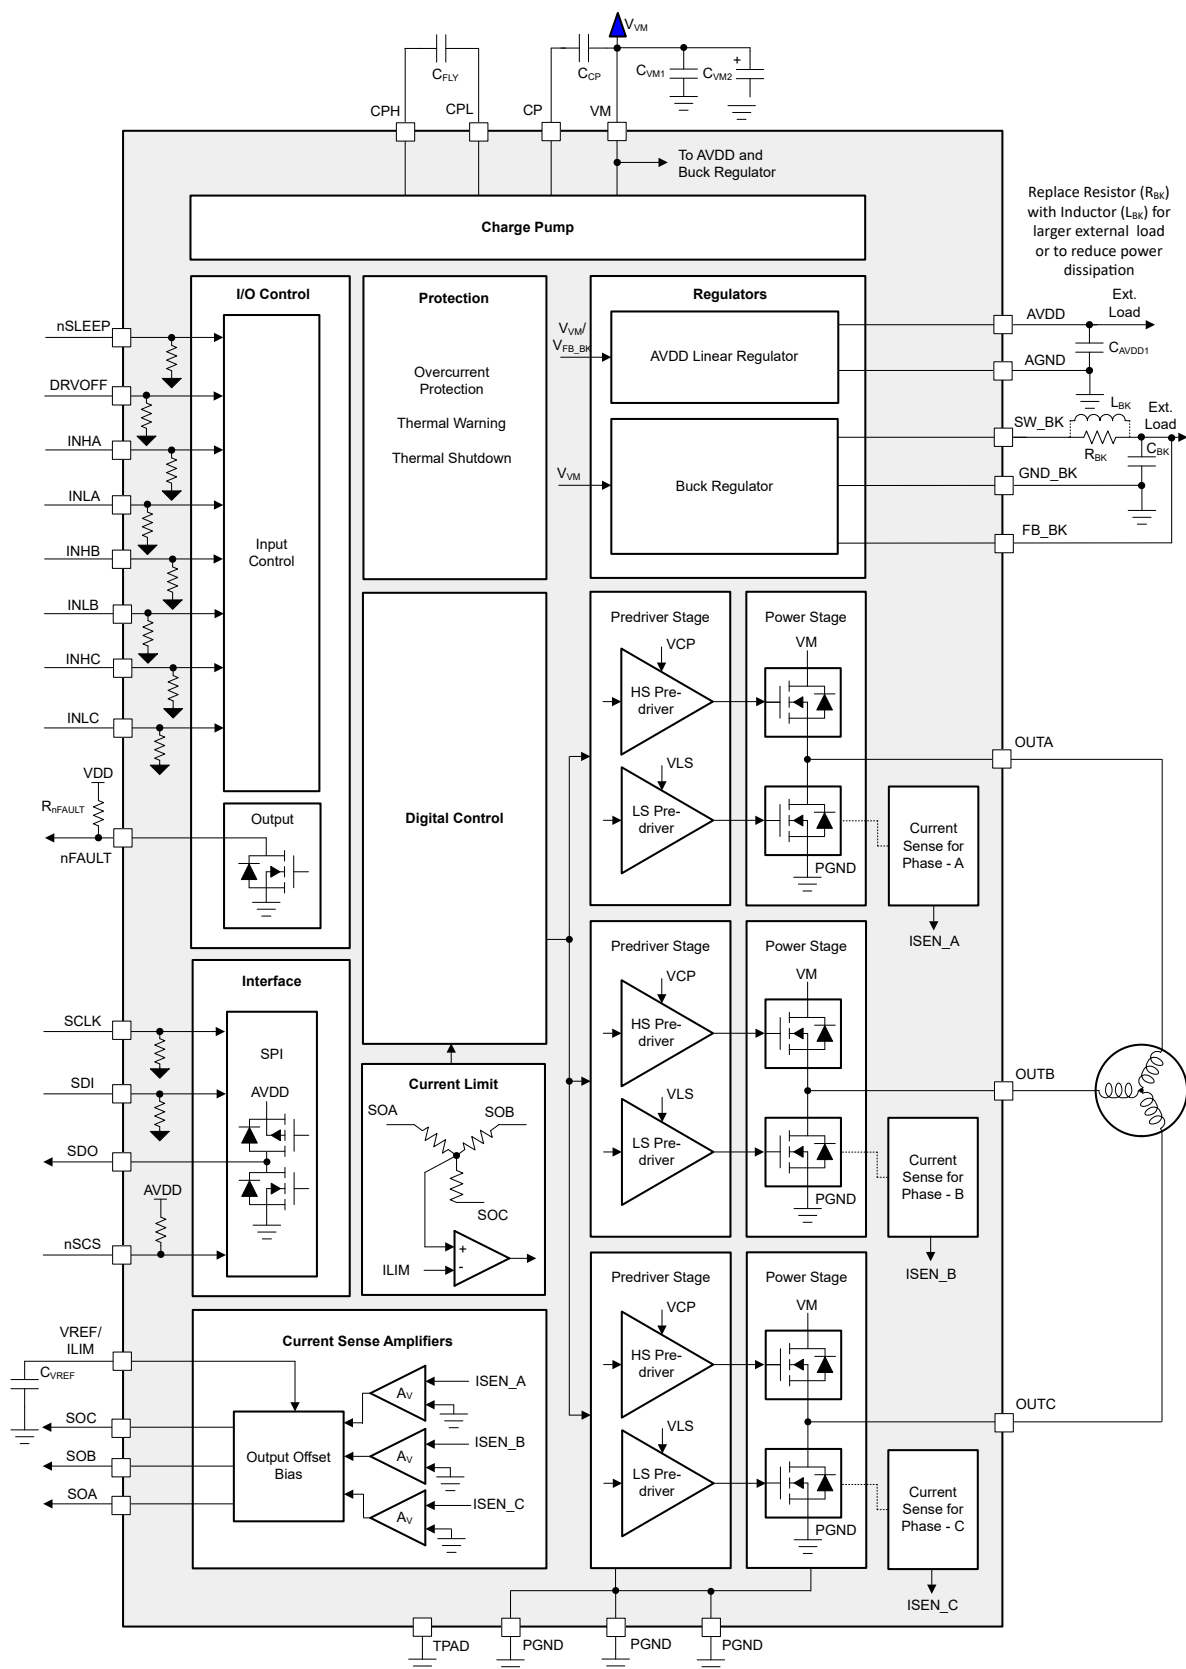 VVM
CFLY
CCP
CVM1
CVM2
+
CPH
CPL
CP
VM
To AVDD and
Buck Regulator
Charge Pump
Replace Resistor (RBK)
with Inductor (LBK) for
larger external load
or to reduce power
dissipation
I/O Control
nSLEEP
DRVOFF
INHA
INLA
INHB
INLB
INHC
INLC
Input
Control
VDD
RnFAULT
nFAULT
Output
Protection
Overcurrent
Protection
Thermal Warning
Thermal Shutdown
Regulators
VVM/
VFB_BK
AVDD Linear Regulator
VVM
Buck Regulator
AVDD
Ext.
Load
CAVDD1
AGND
LBK
SW_BK
Ext.
Load
RBK
CBK
GND_BK
FB_BK
Digital Control
Predriver Stage
VCP
HS Pre-
driver
VLS
LS Pre-
driver
Power Stage
VM
PGND
OUTA
Current
Sense for
Phase - A
ISEN_A
Predriver Stage
VCP
HS Pre-
driver
VLS
LS Pre-
driver
Power Stage
VM
PGND
OUTB
Current
Sense for
Phase - B
ISEN_B
Predriver Stage
VCP
HS Pre-
driver
VLS
LS Pre-
driver
Power Stage
VM
PGND
OUTC
Current
Sense for
Phase - C
ISEN_C
Interface
SCLK
SDI
SDO
AVDD
nSCS
SPI
AVDD
Current Limit
SOA
SOB
SOC
ILIM
+
-
VREF/
ILIM
CVREF
SOC
SOB
SOA
Current Sense Amplifiers
Output Offset
Bias
AV
ISEN_A
AV
ISEN_B
AV
ISEN_C
TPAD
PGND
PGND
PGND